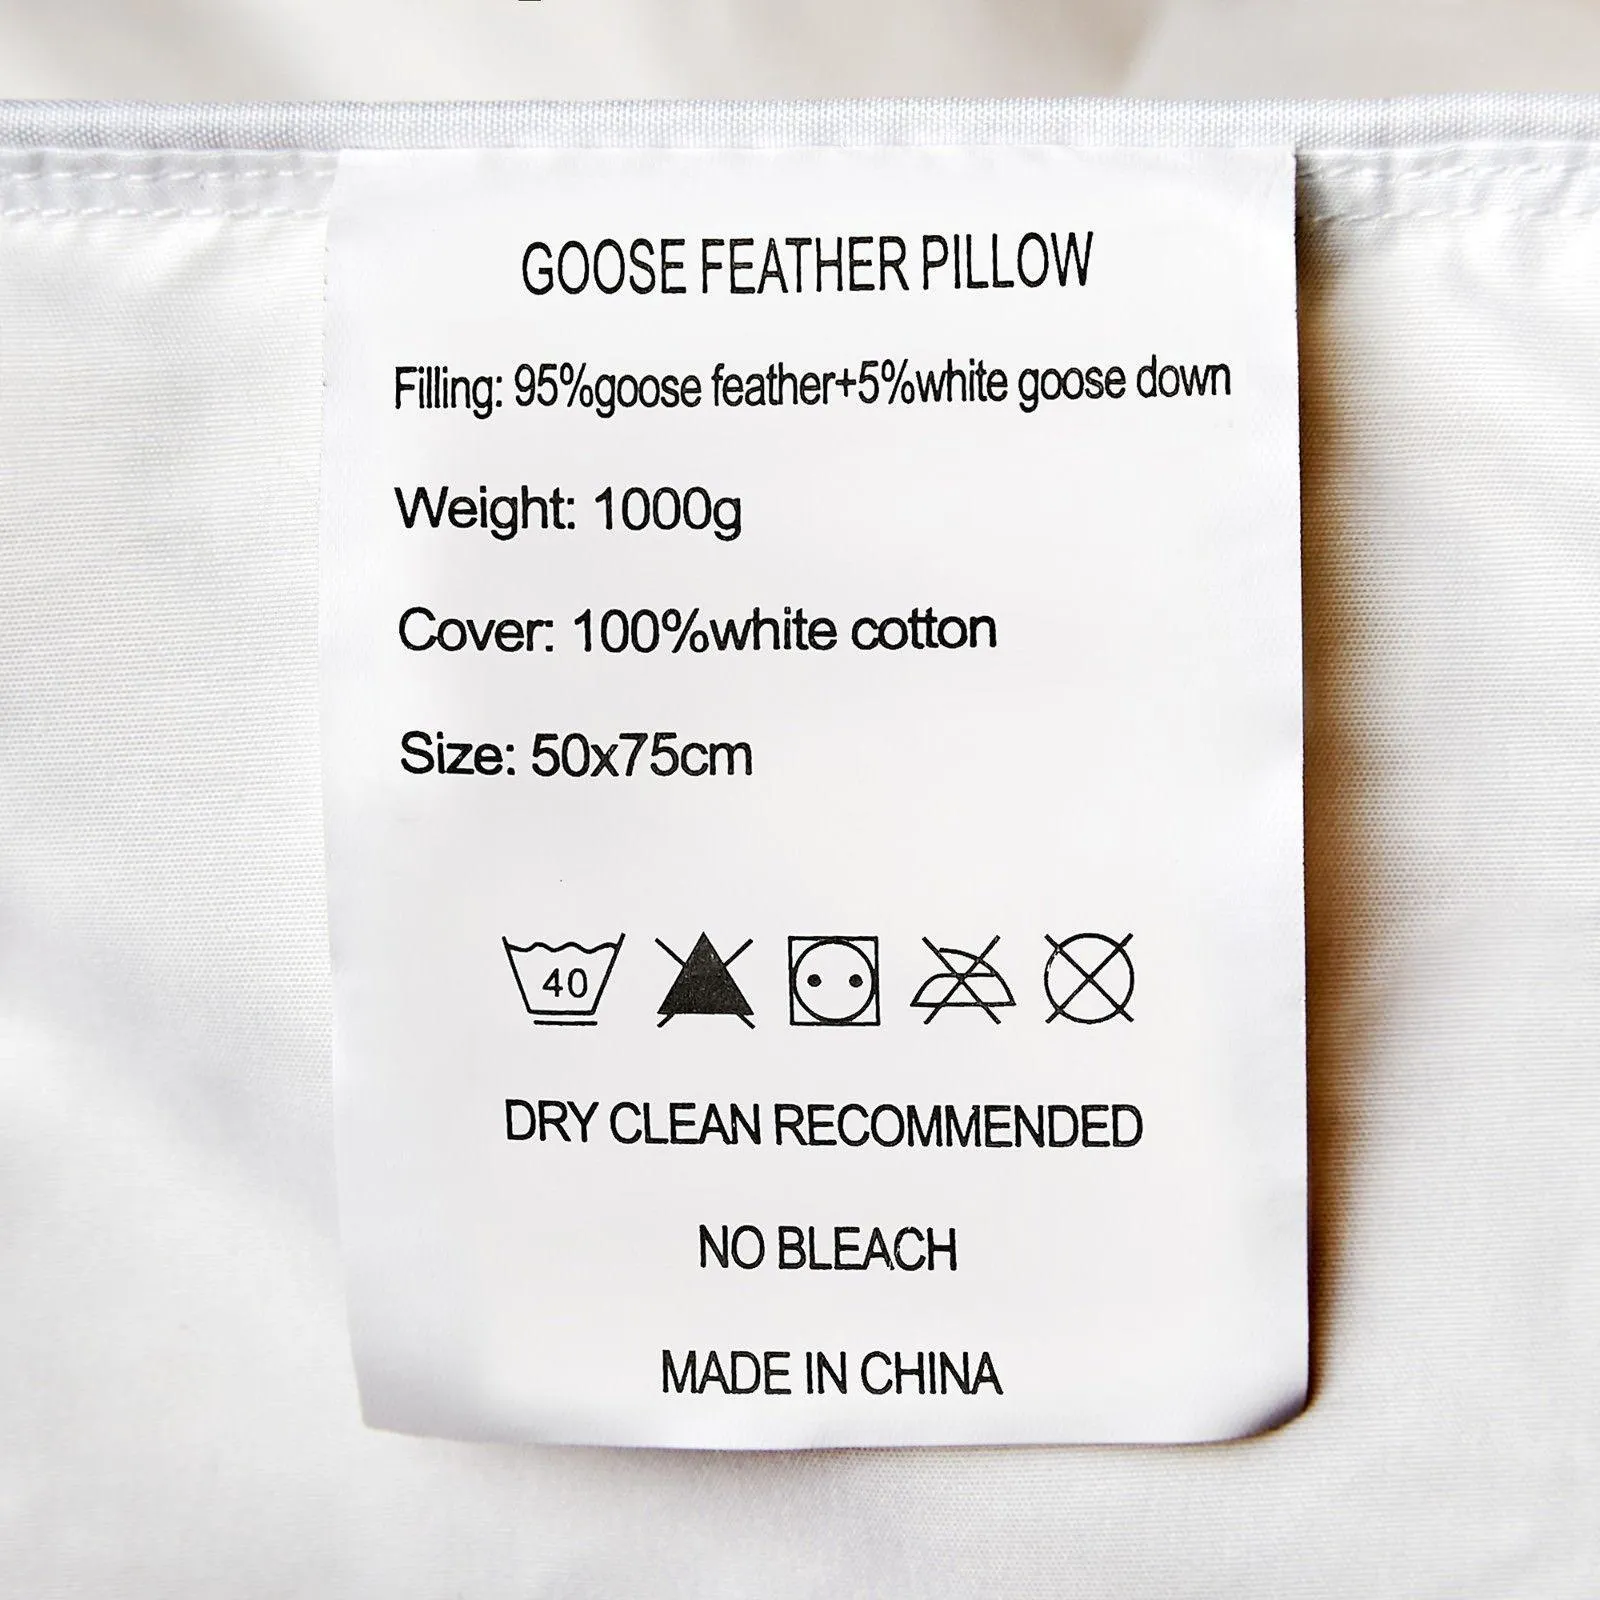 GOOSE FEATHER PILLOW
Filling: 95%goose feather+5%white goose down
Weight: 1000g
Cover: 100%white cotton
Size: 50x75cm
40
DRY CLEAN RECOMMENDED
NO BLEACH
MADE IN CHINA